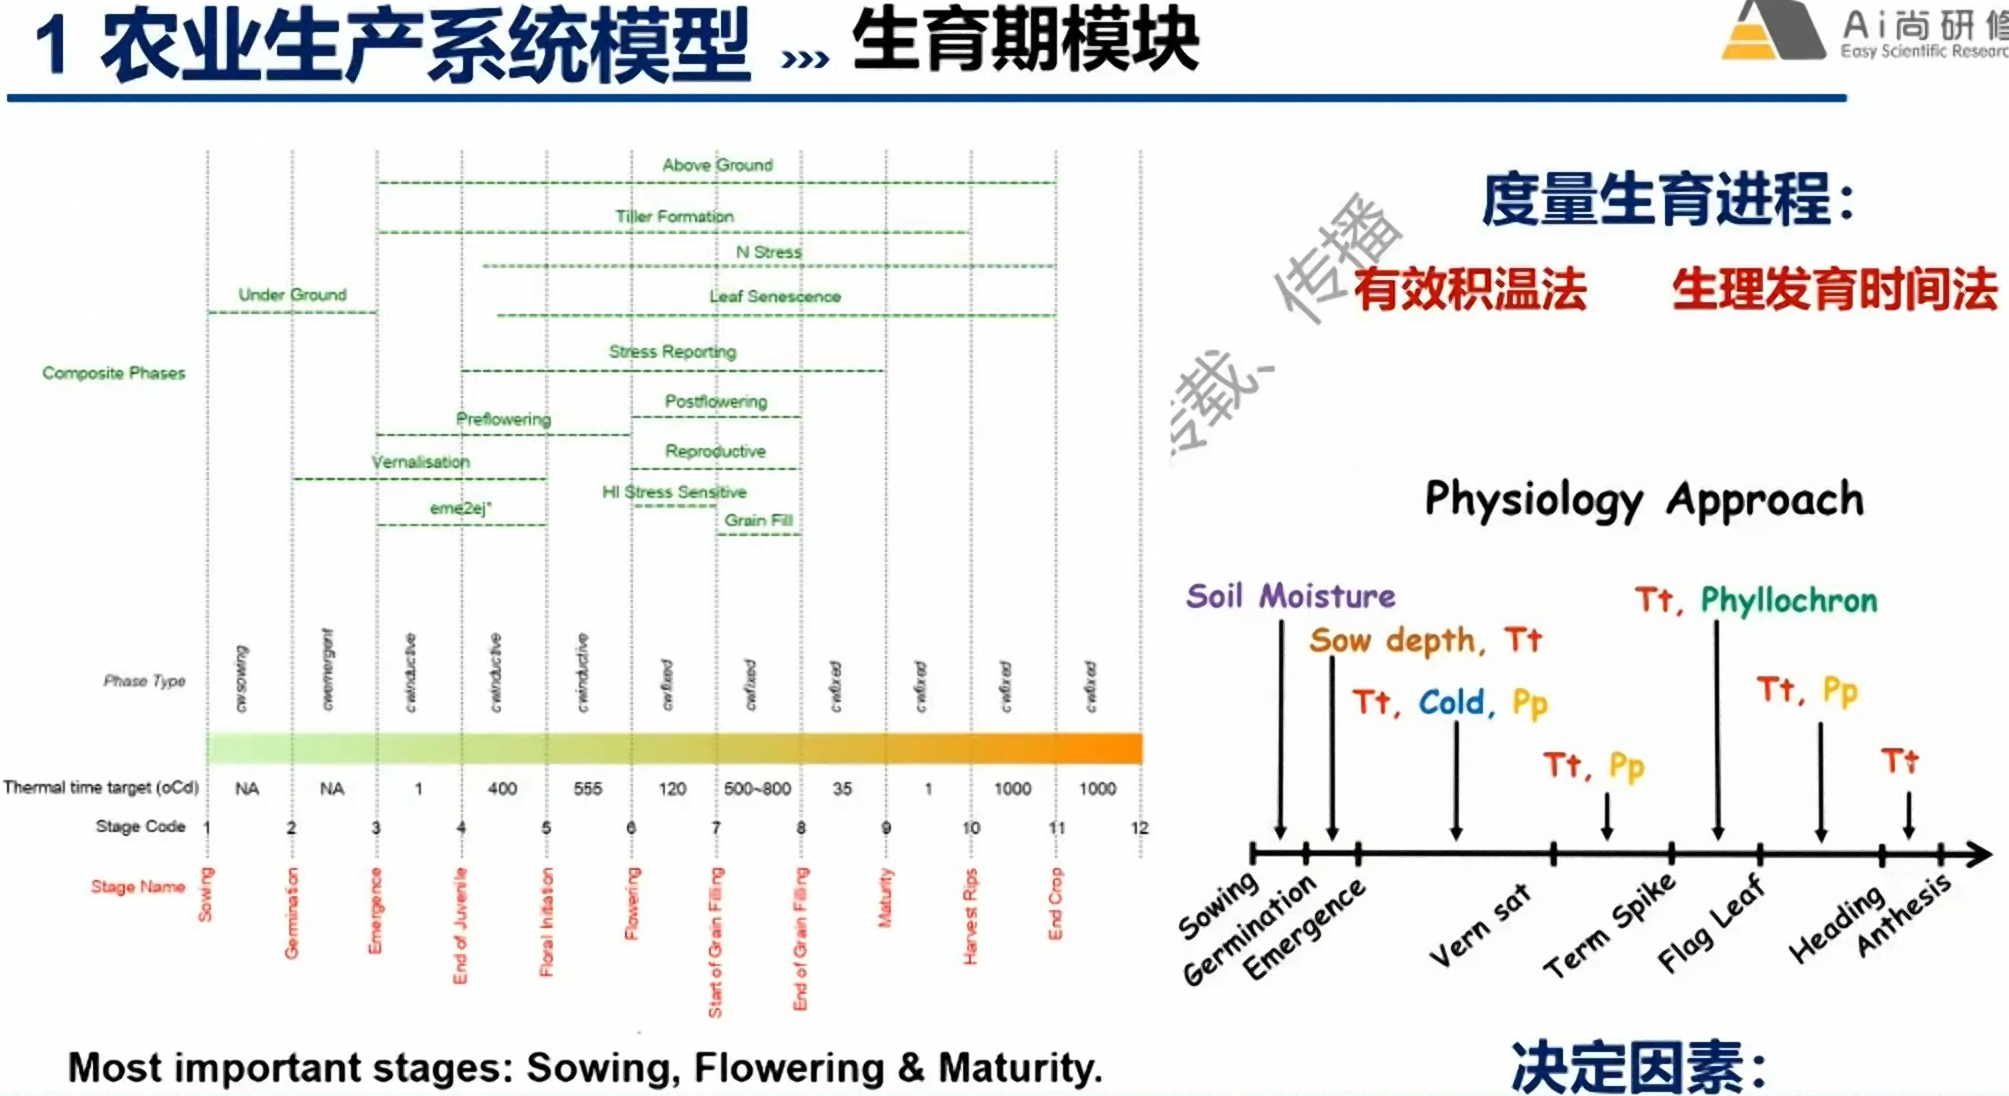 1 农业生产系统模型 »» 生育期模块
Ai尚研修
Easy Scientific Research
Above Ground
Tiller Formation
N Stress
Under Ground
Leaf Senescence
Stress Reporting
Composite Phases
Postflowering
Preflowering
Reproductive
Vernalisation
HI Stress Sensitive
eme2ej*
Grain Fill
Phase Type
cwsowing
cwemergent
cwinductive
cwinductive
cwinductive
cwfixed
cwfixed
cwfixed
cwfixed
cwfixed
cwfixed
Thermal time target (oCd) NA NA 1 400 555 120 500~800 35 1 1000 1000
Stage Code 1 2 3 4 5 6 7 8 9 10 11 12
Stage Name
Sowing
Germination
Emergence
End of Juvenile
Floral Initiation
Flowering
Start of Grain Filling
End of Grain Filling
Maturity
Harvest Rips
End Crop
Most important stages: Sowing, Flowering & Maturity.
度量生育进程：
有效积温法 生理发育时间法
载、传播
Physiology Approach
Soil Moisture
Tt, Phyllochron
Sow depth, Tt
Tt, Cold, Pp
Tt, Pp
Tt, Pp
Tt
Sowing
Germination
Emergence
Vern sat
Term Spike
Flag Leaf
Heading
Anthesis
决定因素：